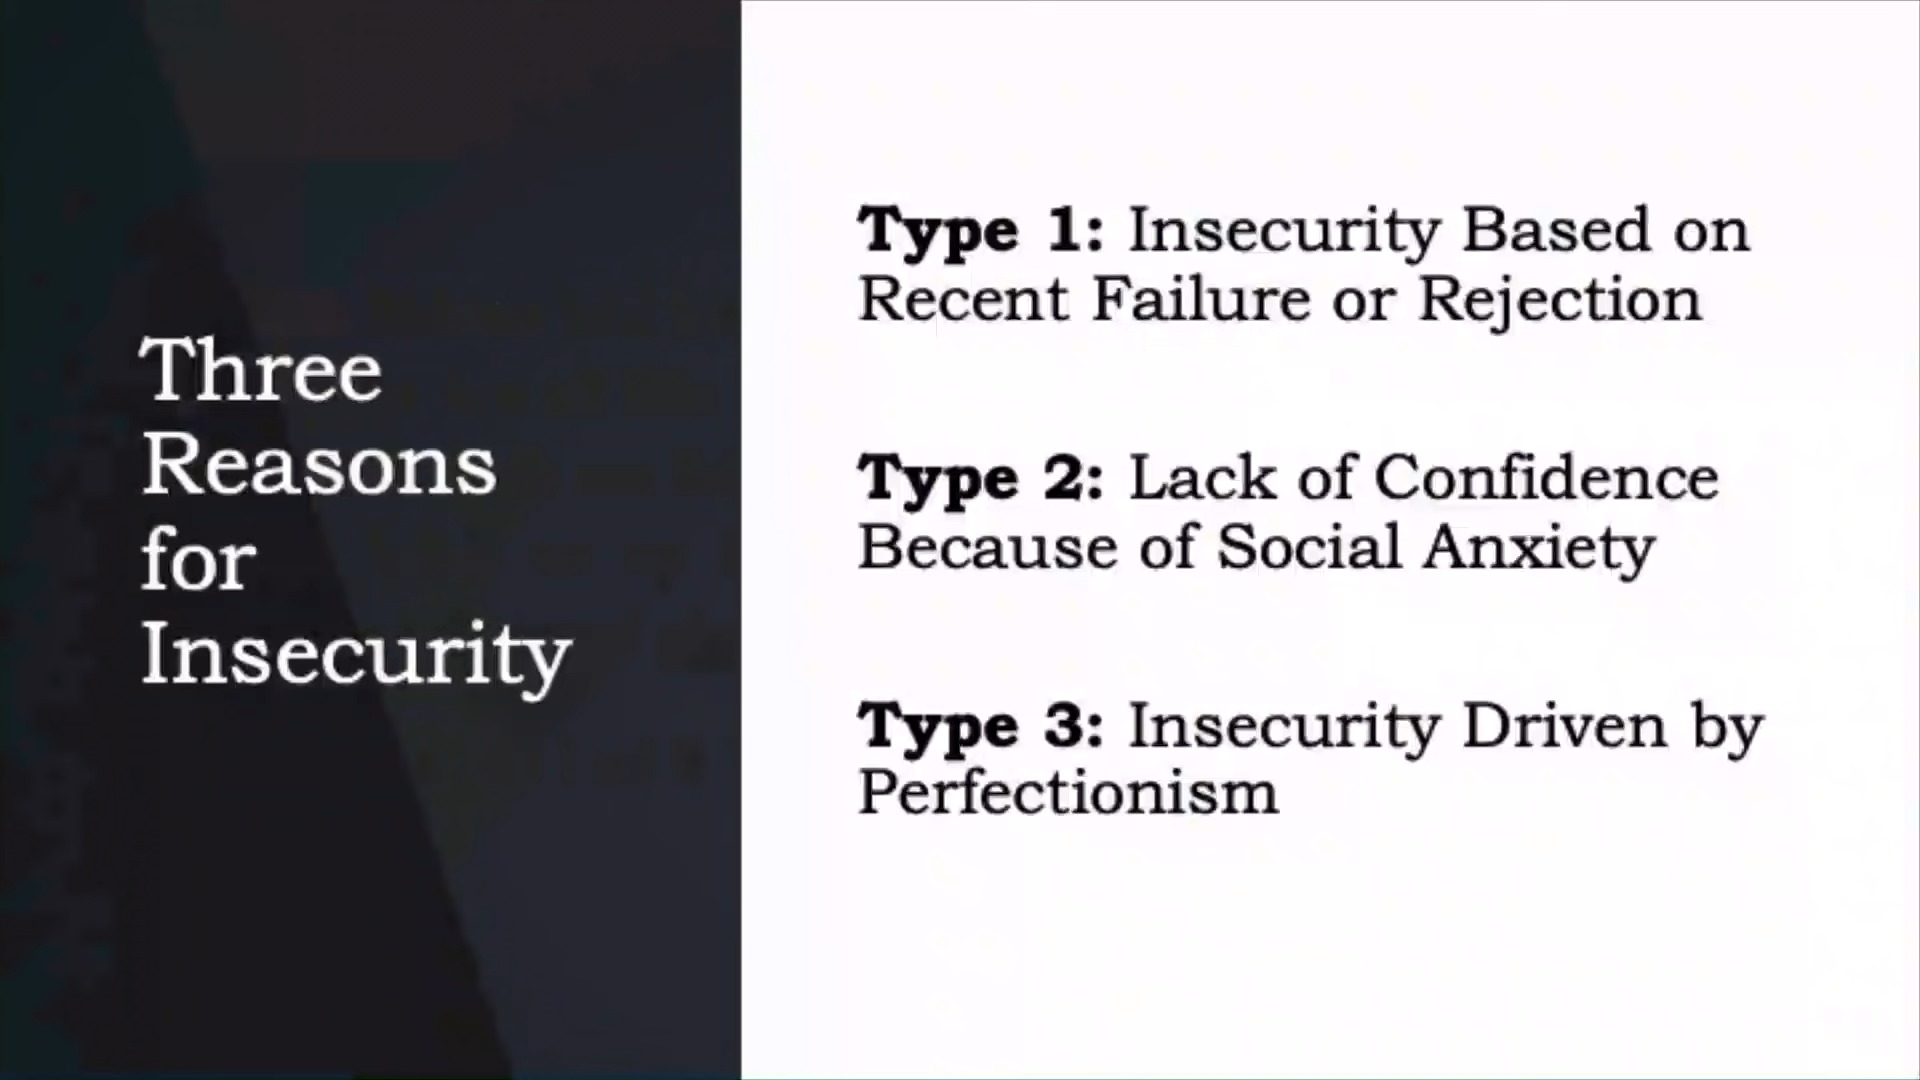 Three
Reasons
for
Insecurity
Type 1: Insecurity Based on
Recent Failure or Rejection
Type 2: Lack of Confidence
Because of Social Anxiety
Type 3: Insecurity Driven by
Perfectionism